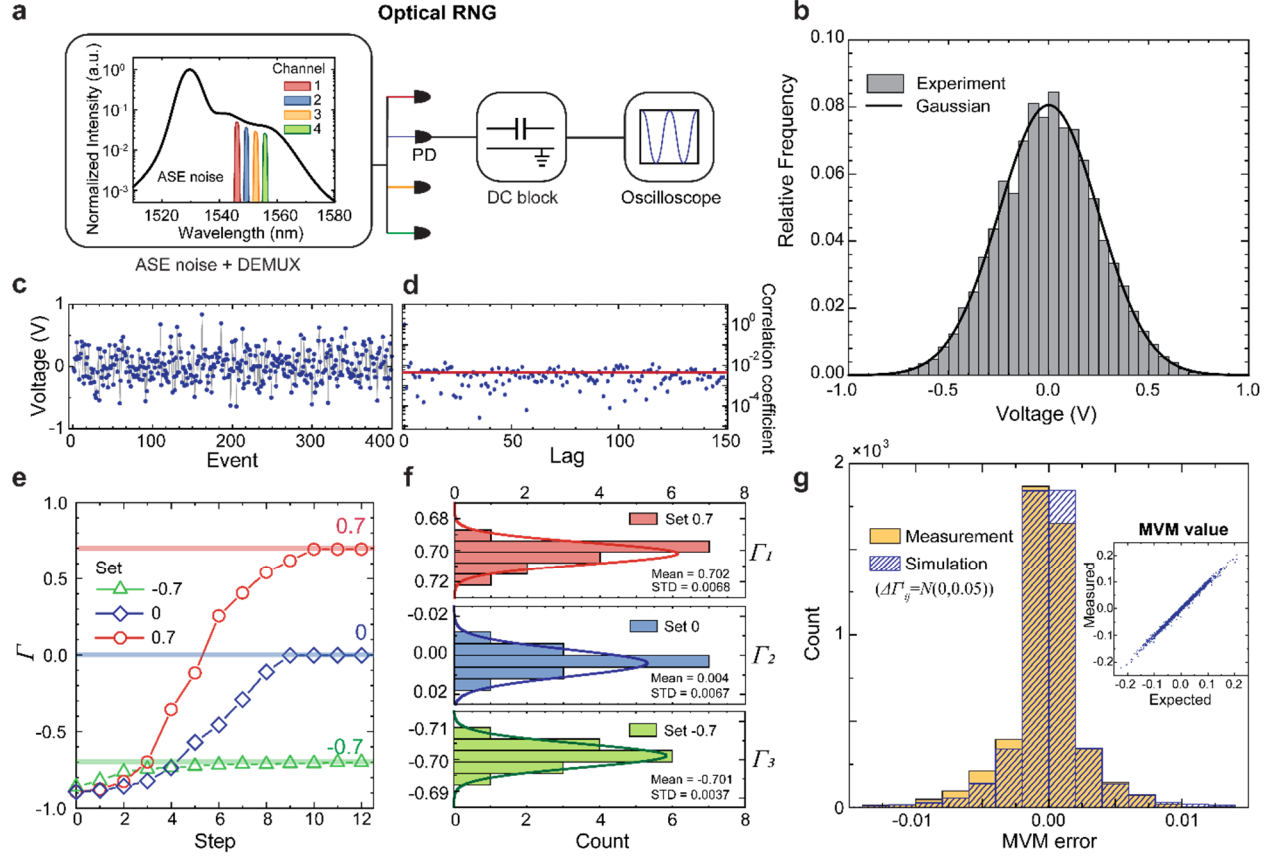 a
Optical RNG
Normalized Intensity (a.u.)
10⁰
10⁻¹
10⁻²
10⁻³
Channel
1
2
3
4
ASE noise
1520 1540 1560 1580
Wavelength (nm)
ASE noise + DEMUX
PD
DC block
Oscilloscope
b
Relative Frequency
0.10
0.08
0.06
0.04
0.02
0.00
Experiment
Gaussian
-1.0 -0.5 0.0 0.5 1.0
Voltage (V)
c
Voltage (V)
1
0
-1
0 100 200 300 400
Event
d
10⁰
10⁻²
10⁻⁴
Correlation coefficient
0 50 100 150
Lag
e
Γ
1.0
0.5
0.0
-0.5
-1.0
0.7
0
-0.7
Set
-0.7
0
0.7
0 2 4 6 8 10 12
Step
f
0 2 4 6 8
0.68
0.70
0.72
Set 0.7
Mean = 0.702
STD = 0.0068
Γ₁
-0.02
0.00
0.02
Set 0
Mean = 0.004
STD = 0.0067
Γ₂
-0.71
-0.70
-0.69
Set -0.7
Mean = -0.701
STD = 0.0037
Γ₃
0 2 4 6 8
Count
g
×10³
2
1
0
Count
Measurement
Simulation
(ΔΓᵗᵢⱼ=N(0,0.05))
MVM value
Measured
0.2
0.1
0.0
-0.1
-0.2
-0.2 -0.1 0.0 0.1 0.2
Expected
-0.01 0.00 0.01
MVM error